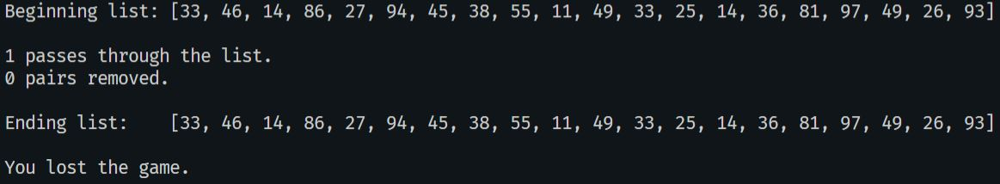 Beginning list: [33, 46, 14, 86, 27, 94, 45, 38, 55, 11, 49, 33, 25, 14, 36, 81, 97, 49, 26, 93]
1 passes through the list.
0 pairs removed.
Ending list:    [33, 46, 14, 86, 27, 94, 45, 38, 55, 11, 49, 33, 25, 14, 36, 81, 97, 49, 26, 93]
You lost the game.